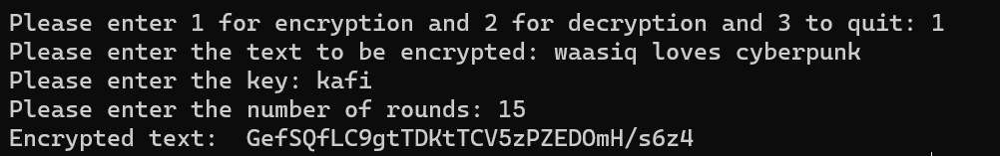 Please enter 1 for encryption and 2 for decryption and 3 to quit: 1
Please enter the text to be encrypted: waasiq loves cyberpunk
Please enter the key: kafi
Please enter the number of rounds: 15
Encrypted text:  GefSQfLC9gtTDKtTCV5zPZEDOmH/s6z4